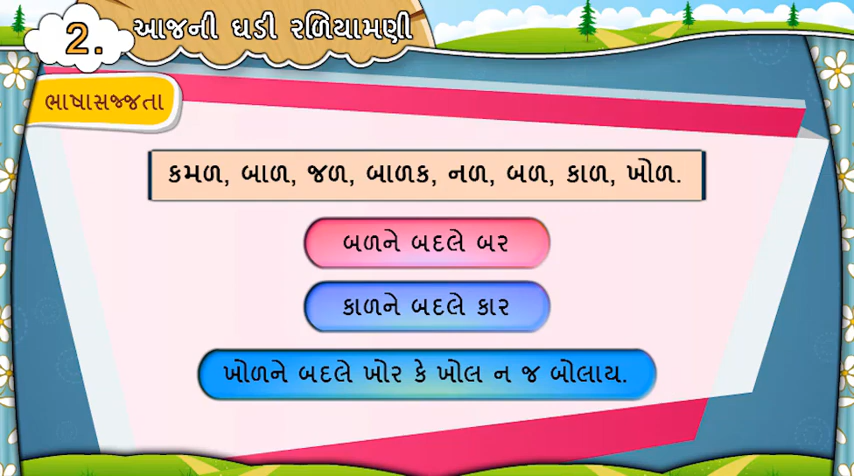 2. આજની ઘડી રળિયામણી
ભાષાસજ્જતા
કમળ, બાળ, જળ, બાળક, નળ, બળ, કાળ, ખોળ.
બળને બદલે બર
કાળને બદલે કાર
ખોળને બદલે ખોર કે ખોલ ન જ બોલાય.